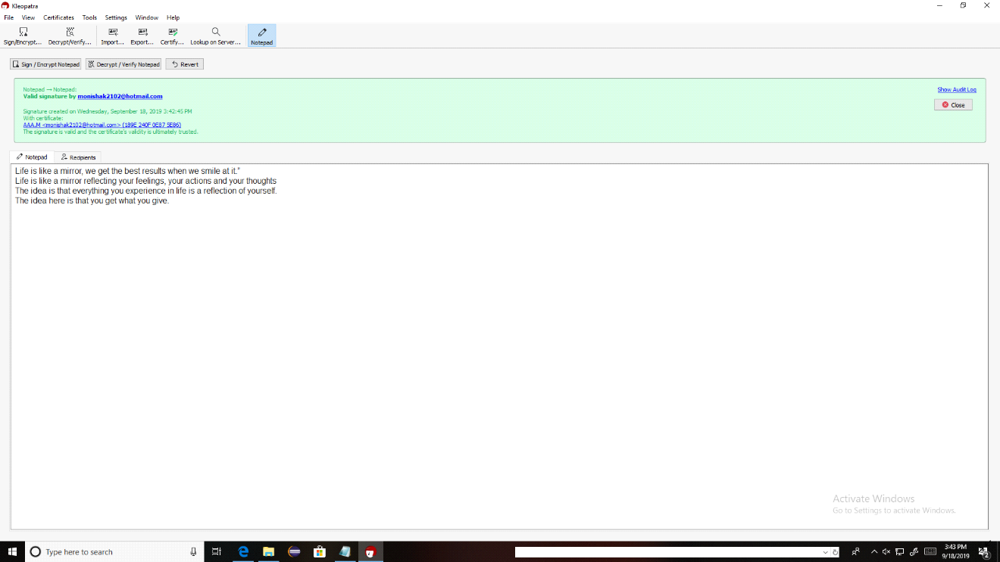 Kleopatra
File View Certificates Tools Settings Window Help
Sign/Encrypt... Decrypt/Verify... Import... Export... Certify... Lookup on Server... Notepad
Sign / Encrypt Notepad Decrypt / Verify Notepad Revert
Notepad → Notepad: Show Audit Log
Valid signature by monishak2102@hotmail.com
Close
Signature created on Wednesday, September 18, 2019 3:42:45 PM
With certificate:
AAA.M <monishak2102@hotmail.com> (189E 240F 0E87 5E86)
The signature is valid and the certificate's validity is ultimately trusted.
Notepad Recipients
Life is like a mirror, we get the best results when we smile at it."
Life is like a mirror reflecting your feelings, your actions and your thoughts
The idea is that everything you experience in life is a reflection of yourself.
The idea here is that you get what you give.
Activate Windows
Go to Settings to activate Windows.
Type here to search
3:43 PM
9/18/2019
2